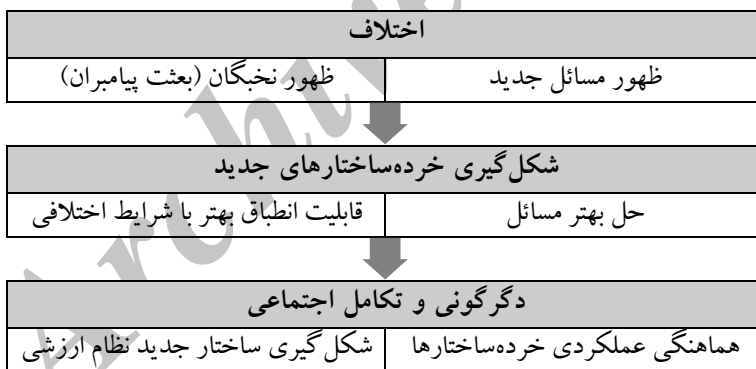 اختلاف
ظهور مسائل جدید ظهور نخبگان (بعثت پیامبران)
شکل‌گیری خرده‌ساختارهای جدید
حل بهتر مسائل قابلیت انطباق بهتر با شرایط اختلافی
دگرگونی و تکامل اجتماعی
هماهنگی عملکردی خرده‌ساختارها شکل‌گیری ساختار جدید نظام ارزشی
Archive